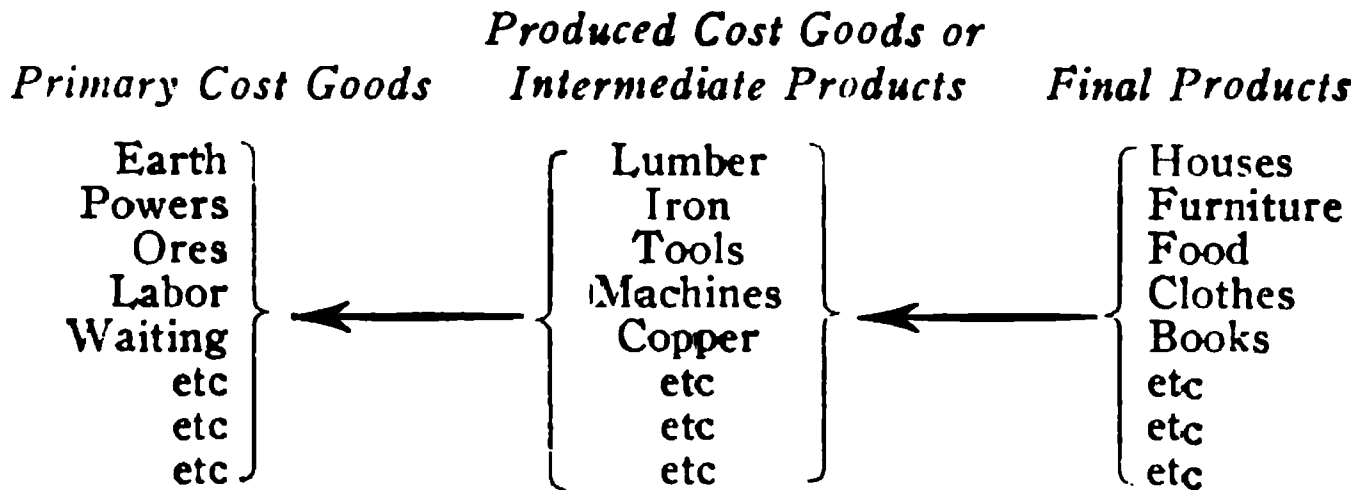 Produced Cost Goods or
Primary Cost Goods Intermediate Products Final Products
Earth Lumber Houses
Powers Iron Furniture
Ores Tools Food
Labor Machines Clothes
Waiting Copper Books
etc etc etc
etc etc etc
etc etc etc